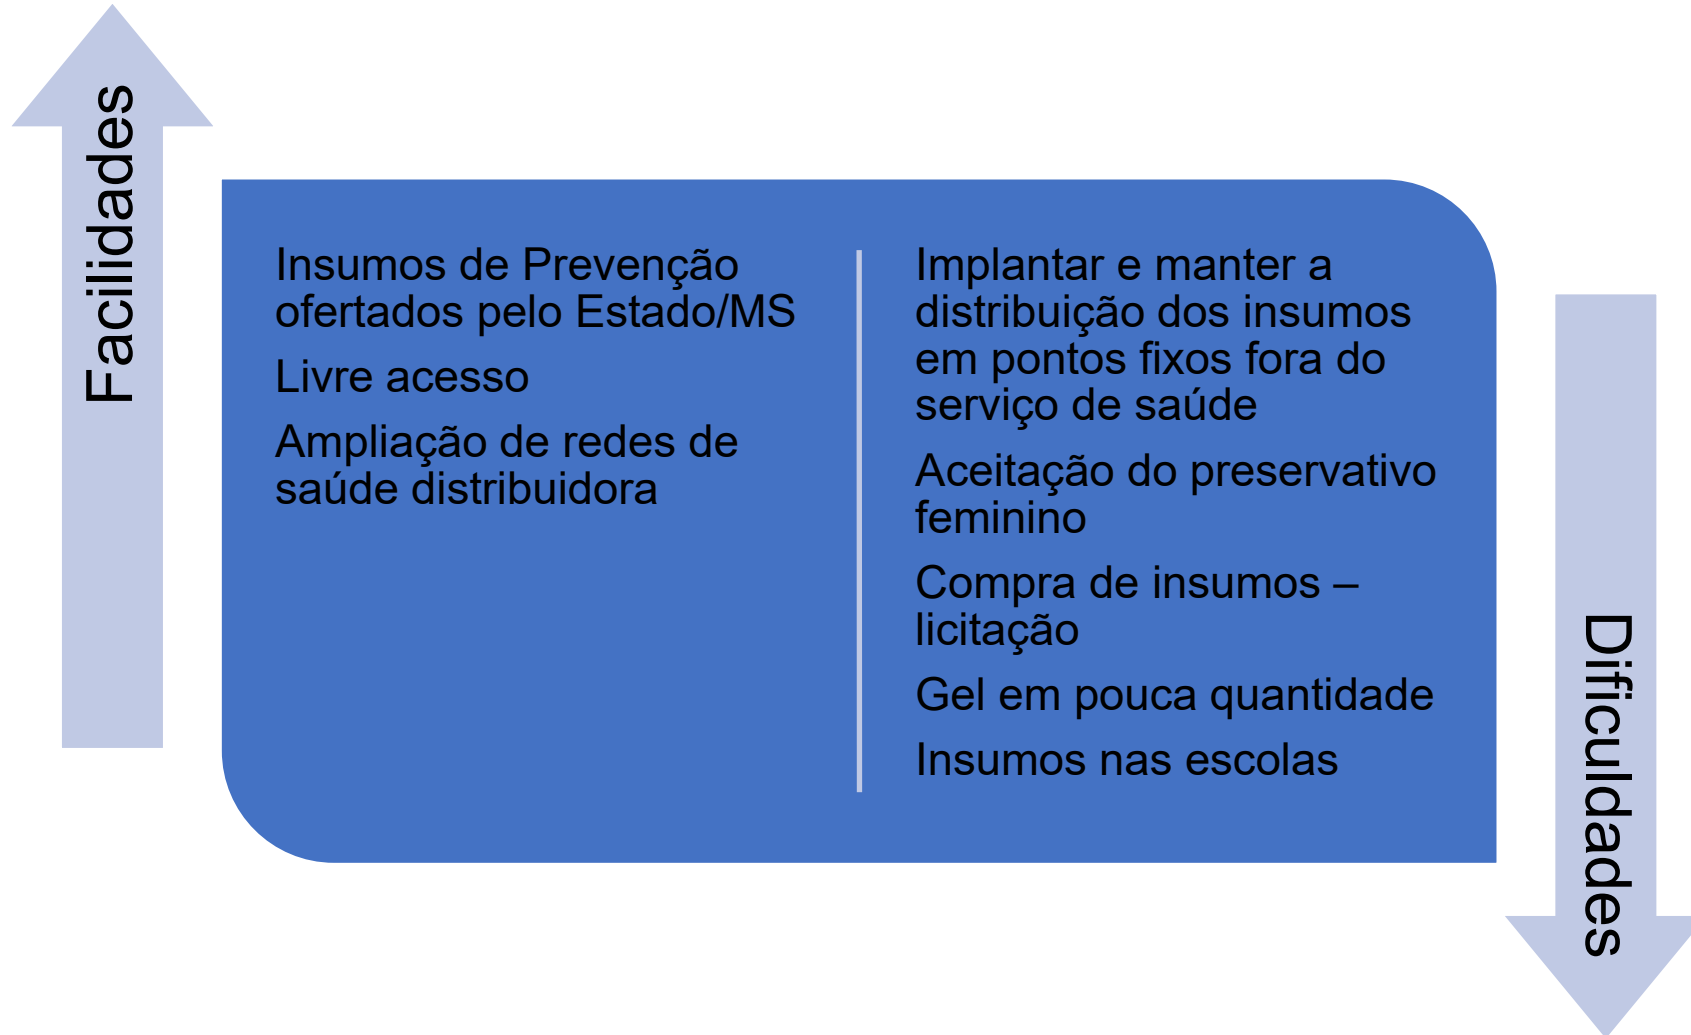 Facilidades
Insumos de Prevenção
ofertados pelo Estado/MS
Livre acesso
Ampliação de redes de
saúde distribuidora
Implantar e manter a
distribuição dos insumos
em pontos fixos fora do
serviço de saúde
Aceitação do preservativo
feminino
Compra de insumos –
licitação
Gel em pouca quantidade
Insumos nas escolas
Dificuldades